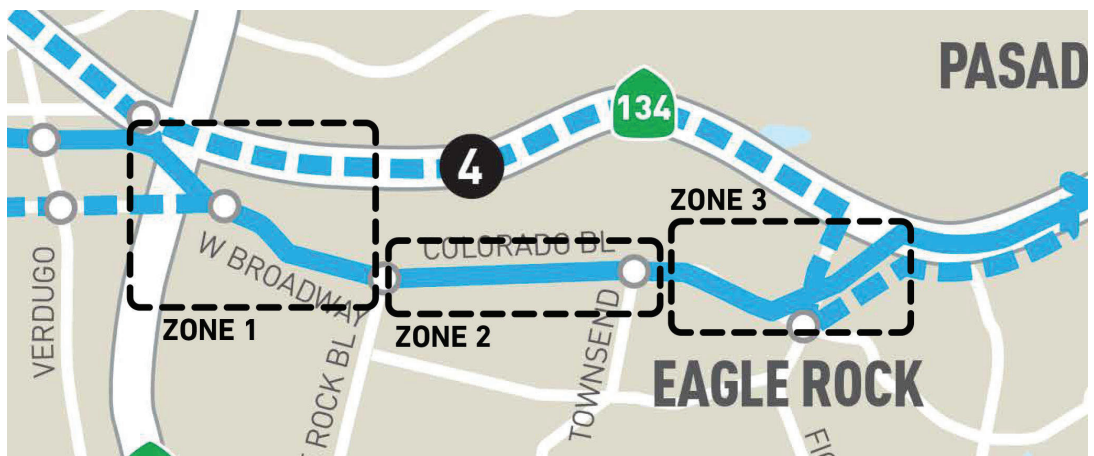 PASAD
134
4
ZONE 3
COLORADO BL
W BROADWAY
ZONE 1
ZONE 2
VERDUGO
ROCK BL
TOWNSEND
EAGLE ROCK